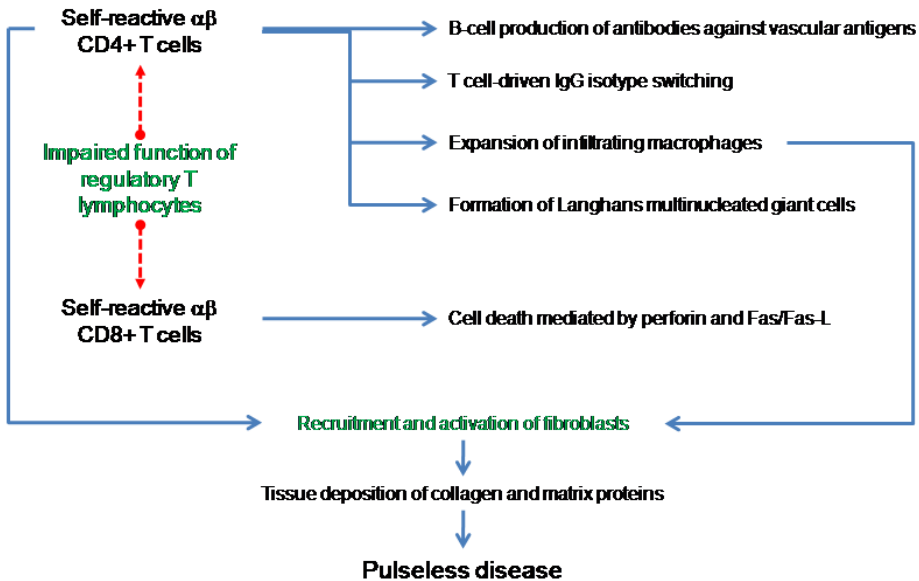 Self-reactive αβ
CD4+ T cells
B-cell production of antibodies against vascular antigens
T cell-driven IgG isotype switching
Impaired function of
regulatory T
lymphocytes
Expansion of infiltrating macrophages
Formation of Langhans multinucleated giant cells
Self-reactive αβ
CD8+ T cells
Cell death mediated by perforin and Fas/Fas-L
Recruitment and activation of fibroblasts
Tissue deposition of collagen and matrix proteins
Pulseless disease